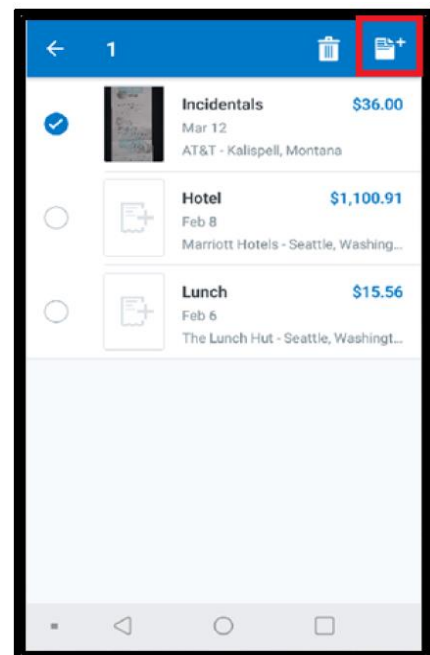 1
Incidentals $36.00
Mar 12
AT&T - Kalispell, Montana
Hotel $1,100.91
Feb 8
Marriott Hotels - Seattle, Washing...
Lunch $15.56
Feb 6
The Lunch Hut - Seattle, Washingt...